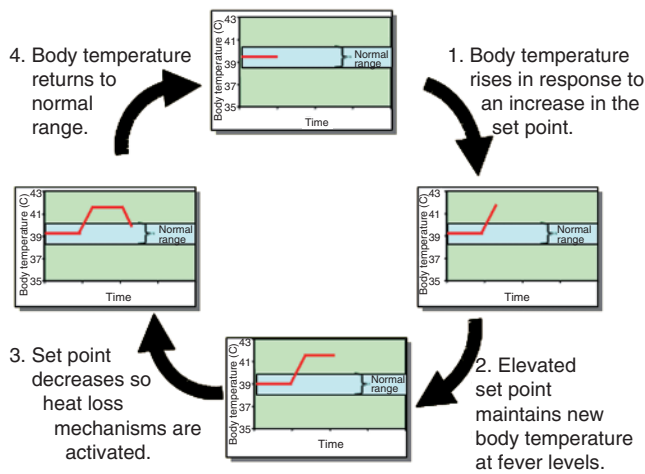 43
41
39
37
35
Body temperature (C)
Normal
range
Time
1. Body temperature
rises in response to
an increase in the
set point.
43
41
39
37
35
Body temperature (C)
Normal
range
Time
2. Elevated
set point
maintains new
body temperature
at fever levels.
43
41
39
37
35
Body temperature (C)
Normal
range
Time
3. Set point
decreases so
heat loss
mechanisms are
activated.
43
41
39
37
35
Body temperature (C)
Normal
range
Time
4. Body temperature
returns to
normal
range.